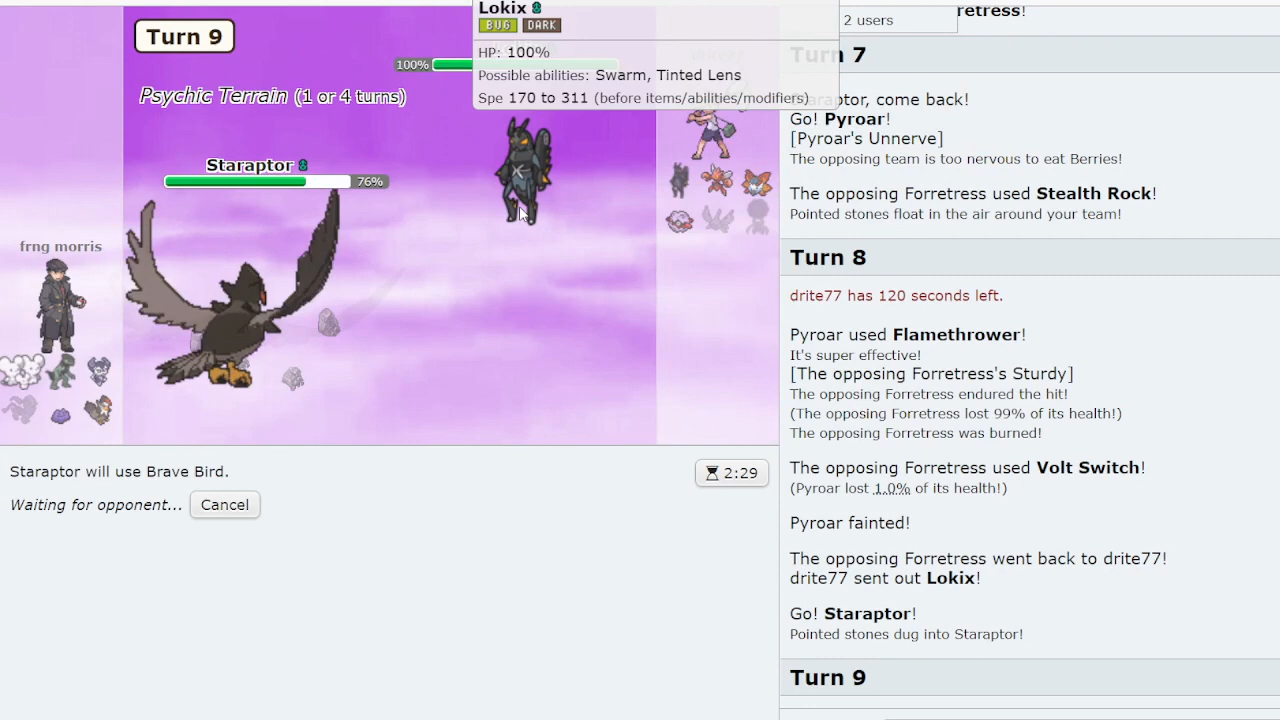 Lokix
BUG DARK
HP: 100%
Possible abilities: Swarm, Tinted Lens
Spe 170 to 311 (before items/abilities/modifiers)
Turn 9
Psychic Terrain (1 or 4 turns)
100%
Staraptor
76%
frng morris
Staraptor will use Brave Bird.
2:29
Waiting for opponent...
Cancel
2 users
retress!
Turn 7
raptor, come back!
Go! Pyroar!
[Pyroar's Unnerve]
The opposing team is too nervous to eat Berries!
The opposing Forretress used Stealth Rock!
Pointed stones float in the air around your team!
Turn 8
drite77 has 120 seconds left.
Pyroar used Flamethrower!
It's super effective!
[The opposing Forretress's Sturdy]
The opposing Forretress endured the hit!
(The opposing Forretress lost 99% of its health!)
The opposing Forretress was burned!
The opposing Forretress used Volt Switch!
(Pyroar lost 1.0% of its health!)
Pyroar fainted!
The opposing Forretress went back to drite77!
drite77 sent out Lokix!
Go! Staraptor!
Pointed stones dug into Staraptor!
Turn 9